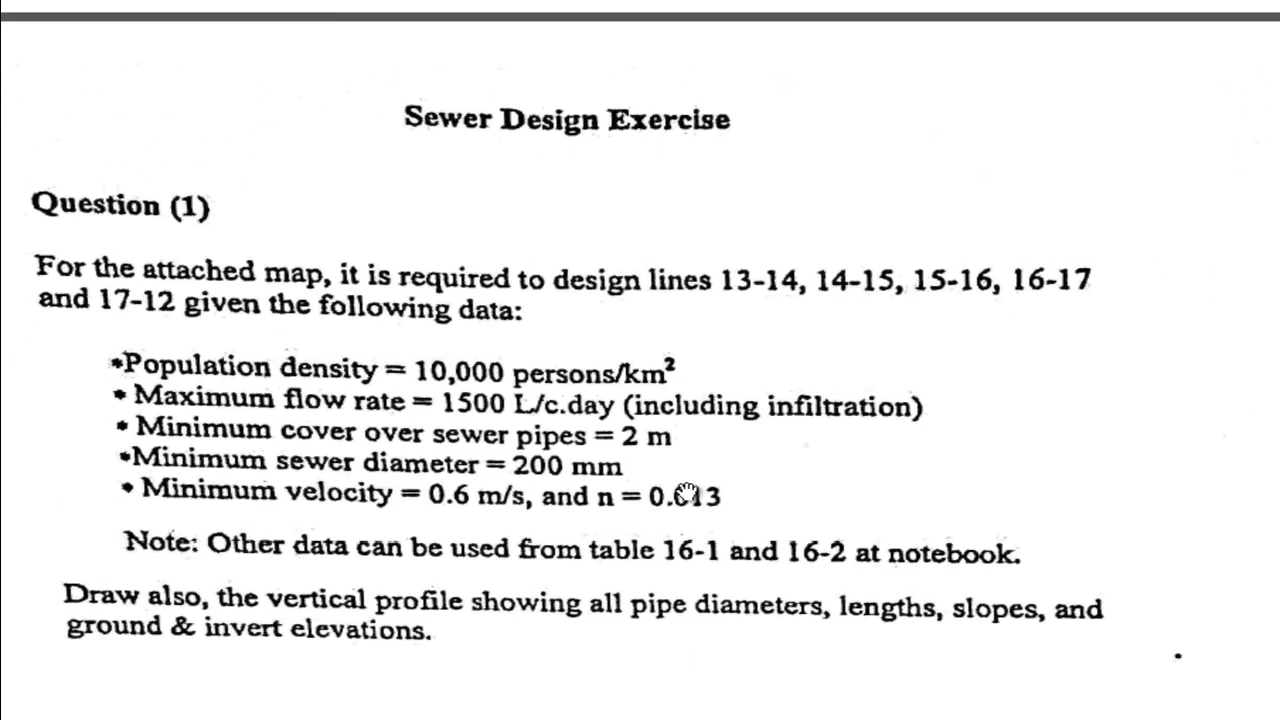 Sewer Design Exercise
Question (1)
For the attached map, it is required to design lines 13-14, 14-15, 15-16, 16-17
and 17-12 given the following data:
*Population density = 10,000 persons/km²
* Maximum flow rate = 1500 L/c.day (including infiltration)
* Minimum cover over sewer pipes = 2 m
*Minimum sewer diameter = 200 mm
* Minimum velocity = 0.6 m/s, and n = 0.013
Note: Other data can be used from table 16-1 and 16-2 at notebook.
Draw also, the vertical profile showing all pipe diameters, lengths, slopes, and
ground & invert elevations.